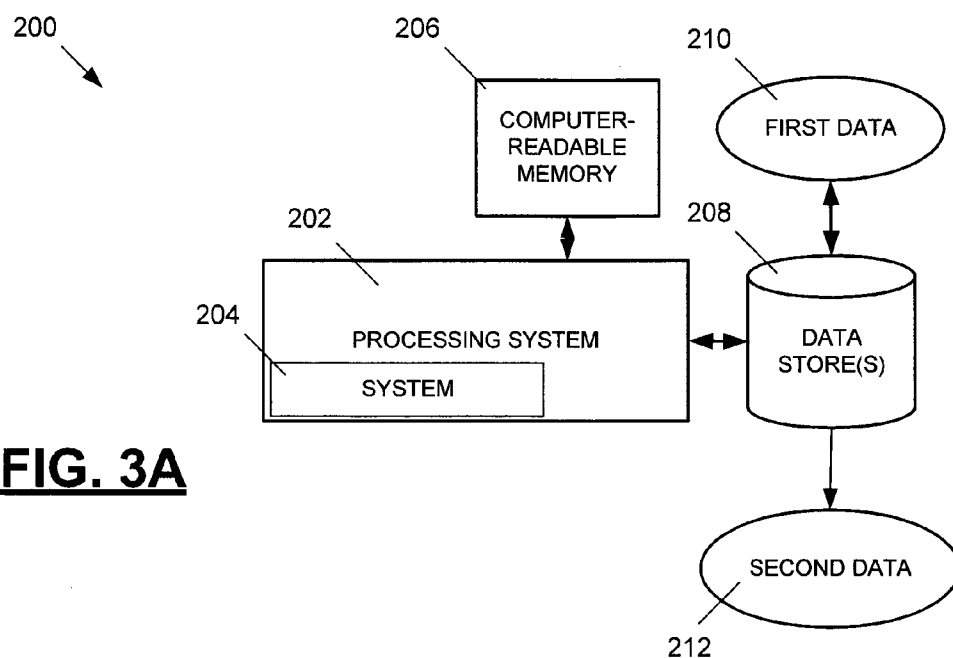 200
206
210
COMPUTER-
READABLE
MEMORY
FIRST DATA
202
208
204
PROCESSING SYSTEM
SYSTEM
DATA
STORE(S)
FIG. 3A
SECOND DATA
212